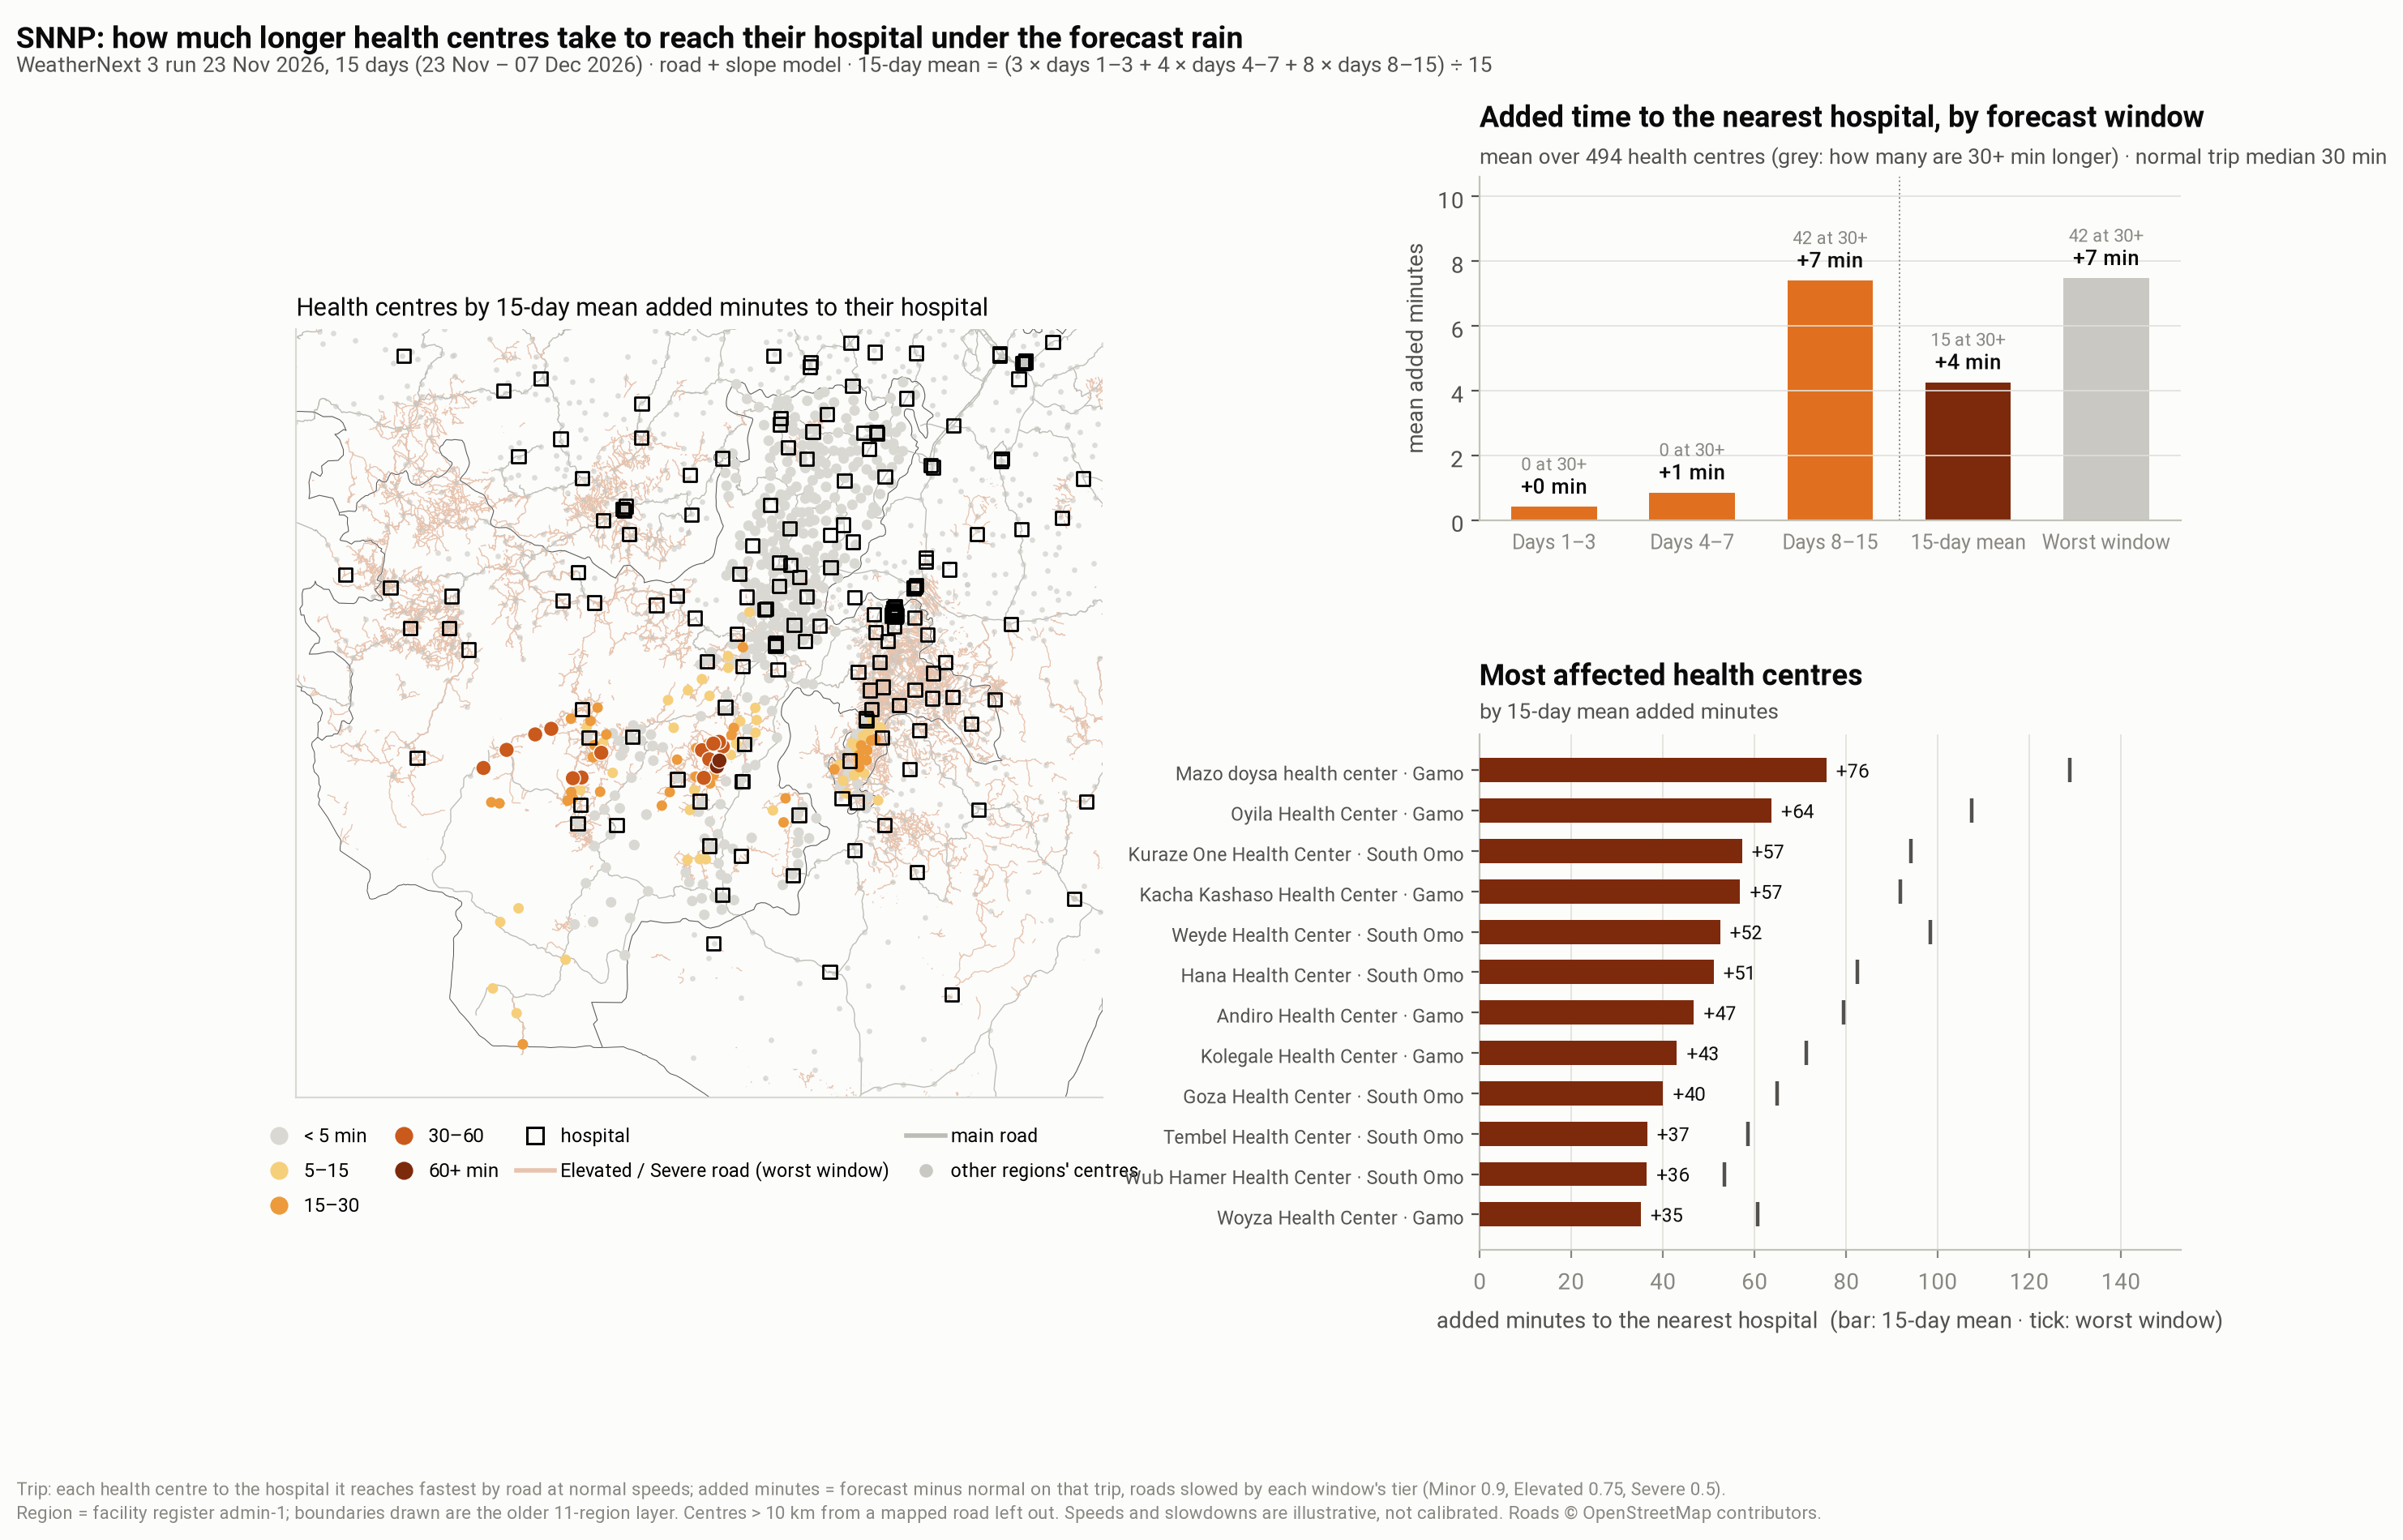 SNNP: how much longer health centres take to reach their hospital under the forecast rain
WeatherNext 3 run 23 Nov 2026, 15 days (23 Nov – 07 Dec 2026) · road + slope model · 15-day mean = (3 × days 1–3 + 4 × days 4–7 + 8 × days 8–15) ÷ 15
Health centres by 15-day mean added minutes to their hospital
< 5 min
30–60
hospital
main road
5–15
60+ min
Elevated / Severe road (worst window)
other regions' centres
15–30
Added time to the nearest hospital, by forecast window
mean over 494 health centres (grey: how many are 30+ min longer) · normal trip median 30 min
mean added minutes
10
8
6
4
2
0
0 at 30+
+0 min
0 at 30+
+1 min
42 at 30+
+7 min
15 at 30+
+4 min
42 at 30+
+7 min
Days 1–3
Days 4–7
Days 8–15
15-day mean
Worst window
Most affected health centres
by 15-day mean added minutes
Mazo doysa health center · Gamo +76
Oyila Health Center · Gamo +64
Kuraze One Health Center · South Omo +57
Kacha Kashaso Health Center · Gamo +57
Weyde Health Center · South Omo +52
Hana Health Center · South Omo +51
Andiro Health Center · Gamo +47
Kolegale Health Center · Gamo +43
Goza Health Center · South Omo +40
Tembel Health Center · South Omo +37
Wub Hamer Health Center · South Omo +36
Woyza Health Center · Gamo +35
0 20 40 60 80 100 120 140
added minutes to the nearest hospital (bar: 15-day mean · tick: worst window)
Trip: each health centre to the hospital it reaches fastest by road at normal speeds; added minutes = forecast minus normal on that trip, roads slowed by each window's tier (Minor 0.9, Elevated 0.75, Severe 0.5).
Region = facility register admin-1; boundaries drawn are the older 11-region layer. Centres > 10 km from a mapped road left out. Speeds and slowdowns are illustrative, not calibrated. Roads © OpenStreetMap contributors.